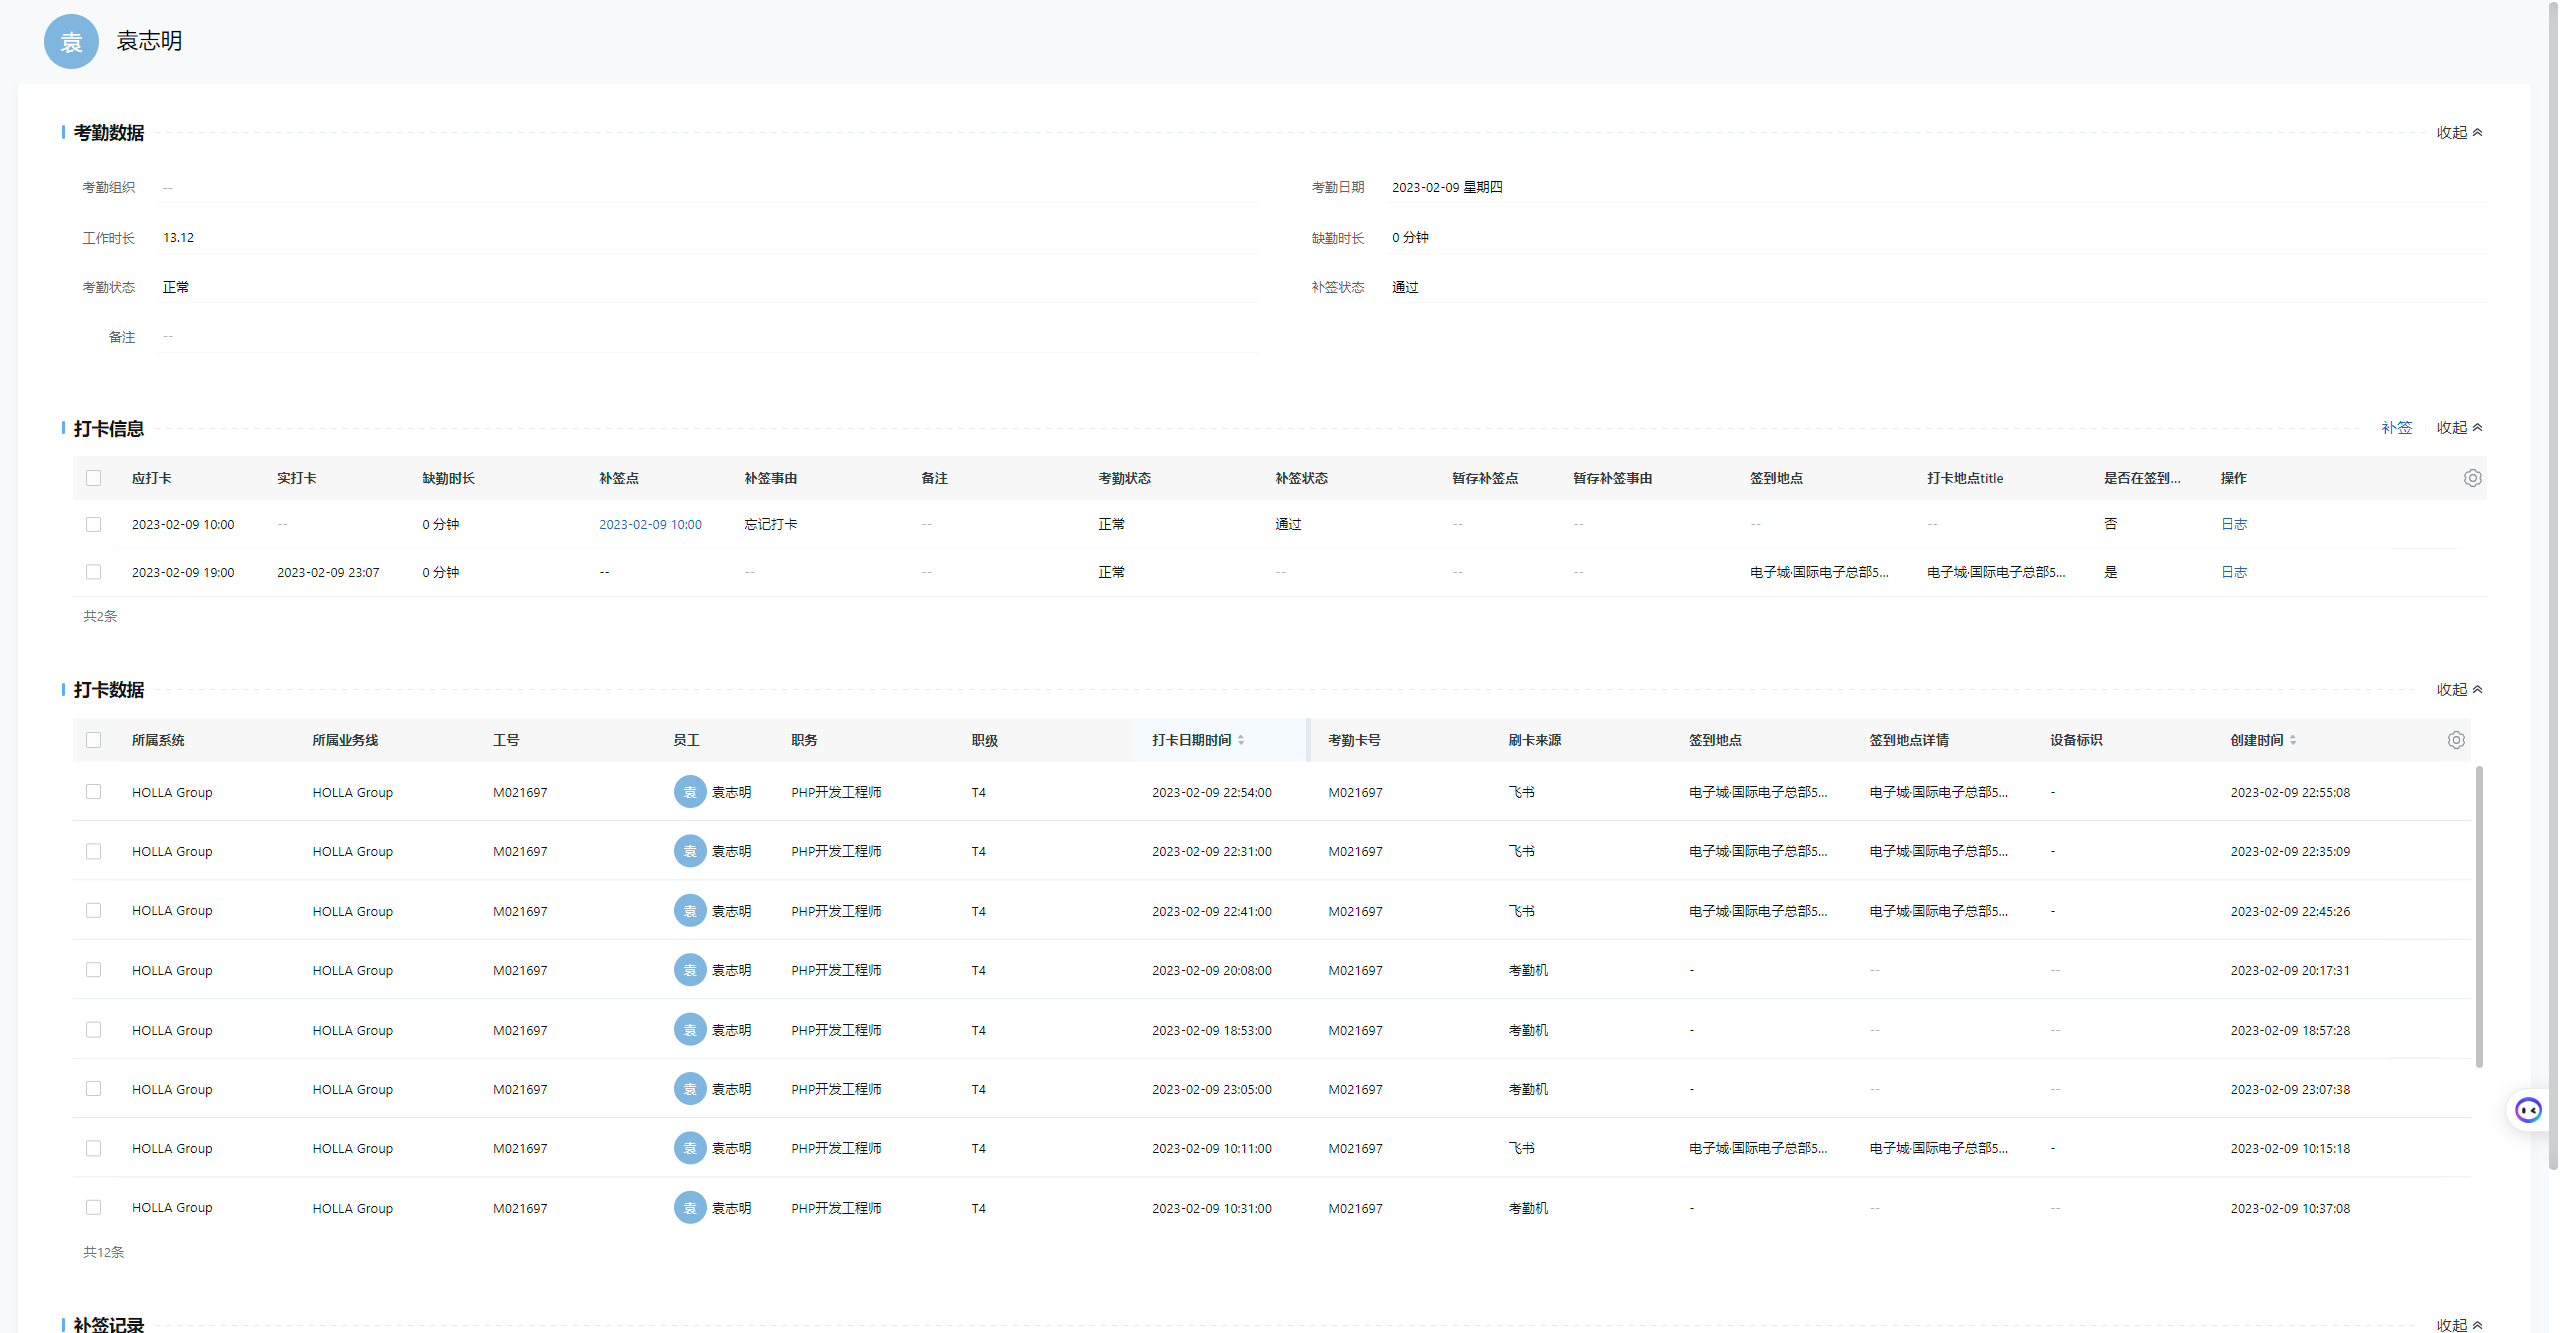 袁 袁志明
考勤数据 收起
考勤组织 -- 考勤日期 2023-02-09 星期四
工作时长 13.12 缺勤时长 0 分钟
考勤状态 正常 补签状态 通过
备注 --
打卡信息 补签 收起
应打卡 实打卡 缺勤时长 补签点 补签事由 备注 考勤状态 补签状态 暂存补签点 暂存补签事由 签到地点 打卡地点title 是否在签到... 操作
2023-02-09 10:00 -- 0 分钟 2023-02-09 10:00 忘记打卡 -- 正常 通过 -- -- -- -- 否 日志
2023-02-09 19:00 2023-02-09 23:07 0 分钟 -- -- -- 正常 -- -- -- 电子城·国际电子总部5... 电子城·国际电子总部5... 是 日志
共2条
打卡数据 收起
所属系统 所属业务线 工号 员工 职务 职级 打卡日期时间 考勤卡号 刷卡来源 签到地点 签到地点详情 设备标识 创建时间
HOLLA Group HOLLA Group M021697 袁 袁志明 PHP开发工程师 T4 2023-02-09 22:54:00 M021697 飞书 电子城·国际电子总部5... 电子城·国际电子总部5... - 2023-02-09 22:55:08
HOLLA Group HOLLA Group M021697 袁 袁志明 PHP开发工程师 T4 2023-02-09 22:31:00 M021697 飞书 电子城·国际电子总部5... 电子城·国际电子总部5... - 2023-02-09 22:35:09
HOLLA Group HOLLA Group M021697 袁 袁志明 PHP开发工程师 T4 2023-02-09 22:41:00 M021697 飞书 电子城·国际电子总部5... 电子城·国际电子总部5... - 2023-02-09 22:45:26
HOLLA Group HOLLA Group M021697 袁 袁志明 PHP开发工程师 T4 2023-02-09 20:08:00 M021697 考勤机 - -- -- 2023-02-09 20:17:31
HOLLA Group HOLLA Group M021697 袁 袁志明 PHP开发工程师 T4 2023-02-09 18:53:00 M021697 考勤机 - -- -- 2023-02-09 18:57:28
HOLLA Group HOLLA Group M021697 袁 袁志明 PHP开发工程师 T4 2023-02-09 23:05:00 M021697 考勤机 - -- -- 2023-02-09 23:07:38
HOLLA Group HOLLA Group M021697 袁 袁志明 PHP开发工程师 T4 2023-02-09 10:11:00 M021697 飞书 电子城·国际电子总部5... 电子城·国际电子总部5... - 2023-02-09 10:15:18
HOLLA Group HOLLA Group M021697 袁 袁志明 PHP开发工程师 T4 2023-02-09 10:31:00 M021697 考勤机 - -- -- 2023-02-09 10:37:08
共12条
补签记录 收起